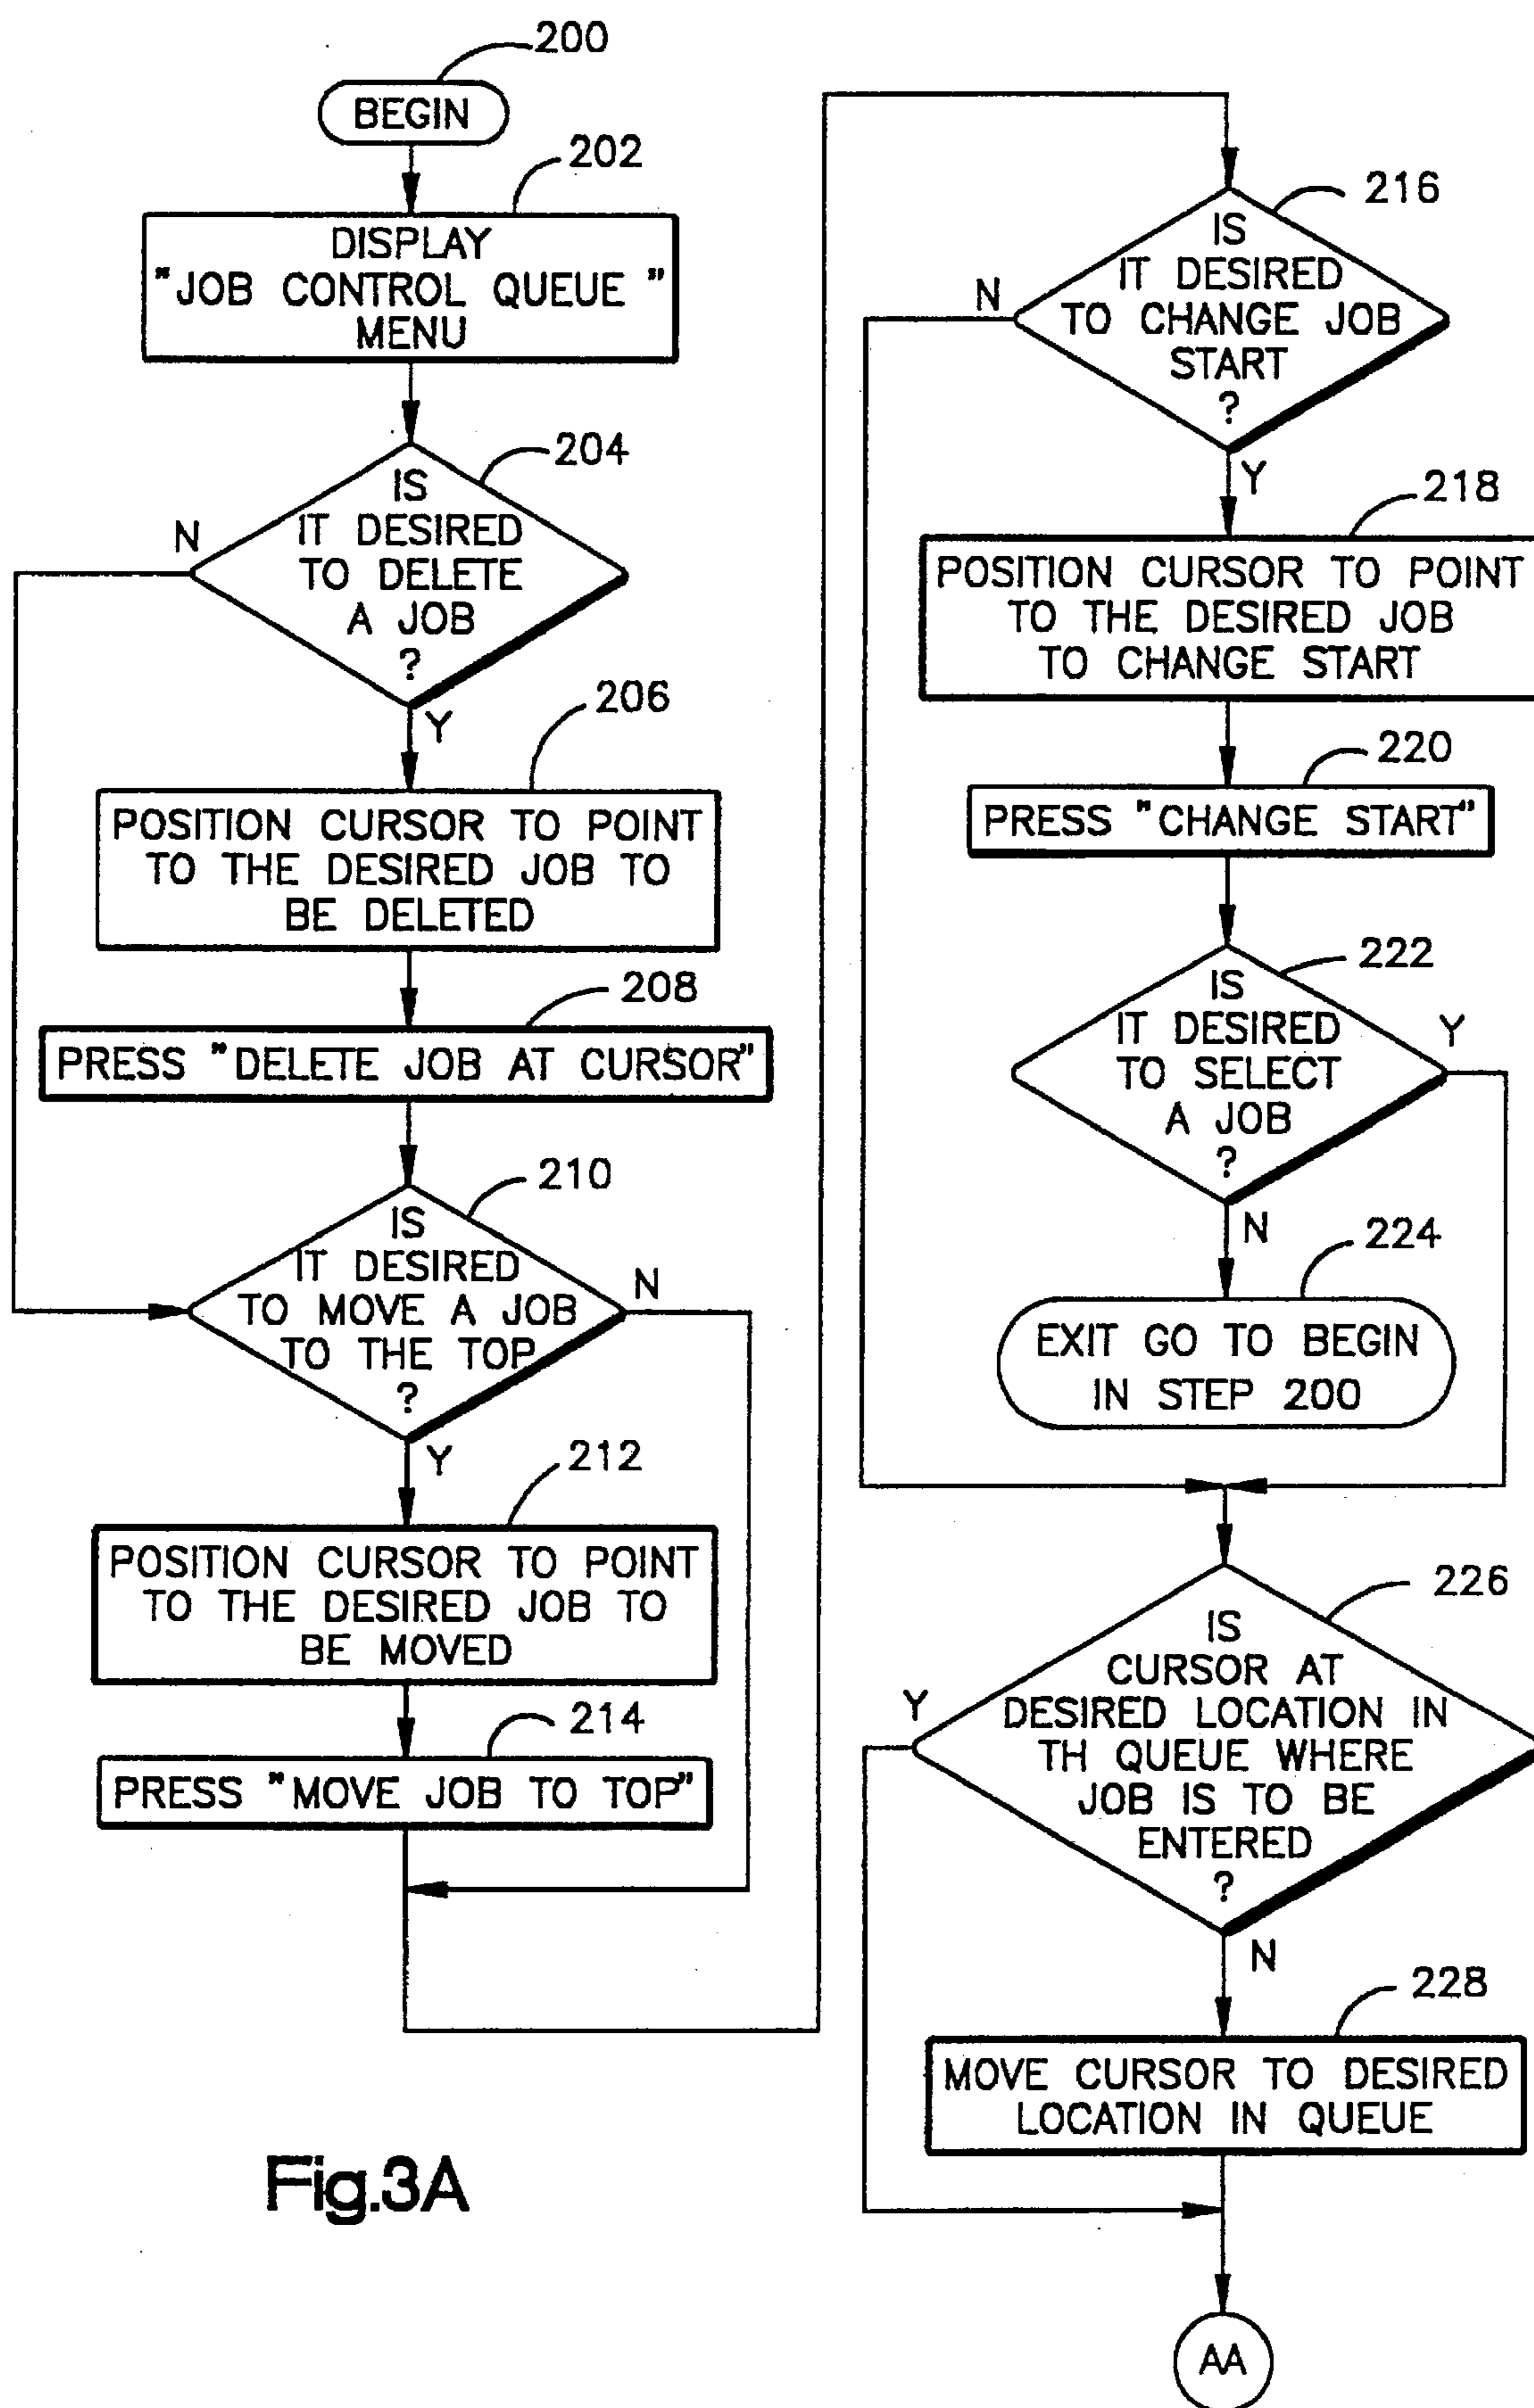 200
BEGIN
202
DISPLAY
"JOB CONTROL QUEUE "
MENU
204
IS
IT DESIRED
TO DELETE
A JOB
?
N
Y
206
POSITION CURSOR TO POINT
TO THE DESIRED JOB TO
BE DELETED
208
PRESS "DELETE JOB AT CURSOR"
210
IS
IT DESIRED
TO MOVE A JOB
TO THE TOP
?
N
Y
212
POSITION CURSOR TO POINT
TO THE DESIRED JOB TO
BE MOVED
214
PRESS "MOVE JOB TO TOP"
216
IS
IT DESIRED
TO CHANGE JOB
START
?
N
Y
218
POSITION CURSOR TO POINT
TO THE DESIRED JOB
TO CHANGE START
220
PRESS "CHANGE START"
222
IS
IT DESIRED
TO SELECT
A JOB
?
Y
N
224
EXIT GO TO BEGIN
IN STEP 200
226
IS
CURSOR AT
DESIRED LOCATION IN
TH QUEUE WHERE
JOB IS TO BE
ENTERED
?
Y
N
228
MOVE CURSOR TO DESIRED
LOCATION IN QUEUE
AA
Fig.3A